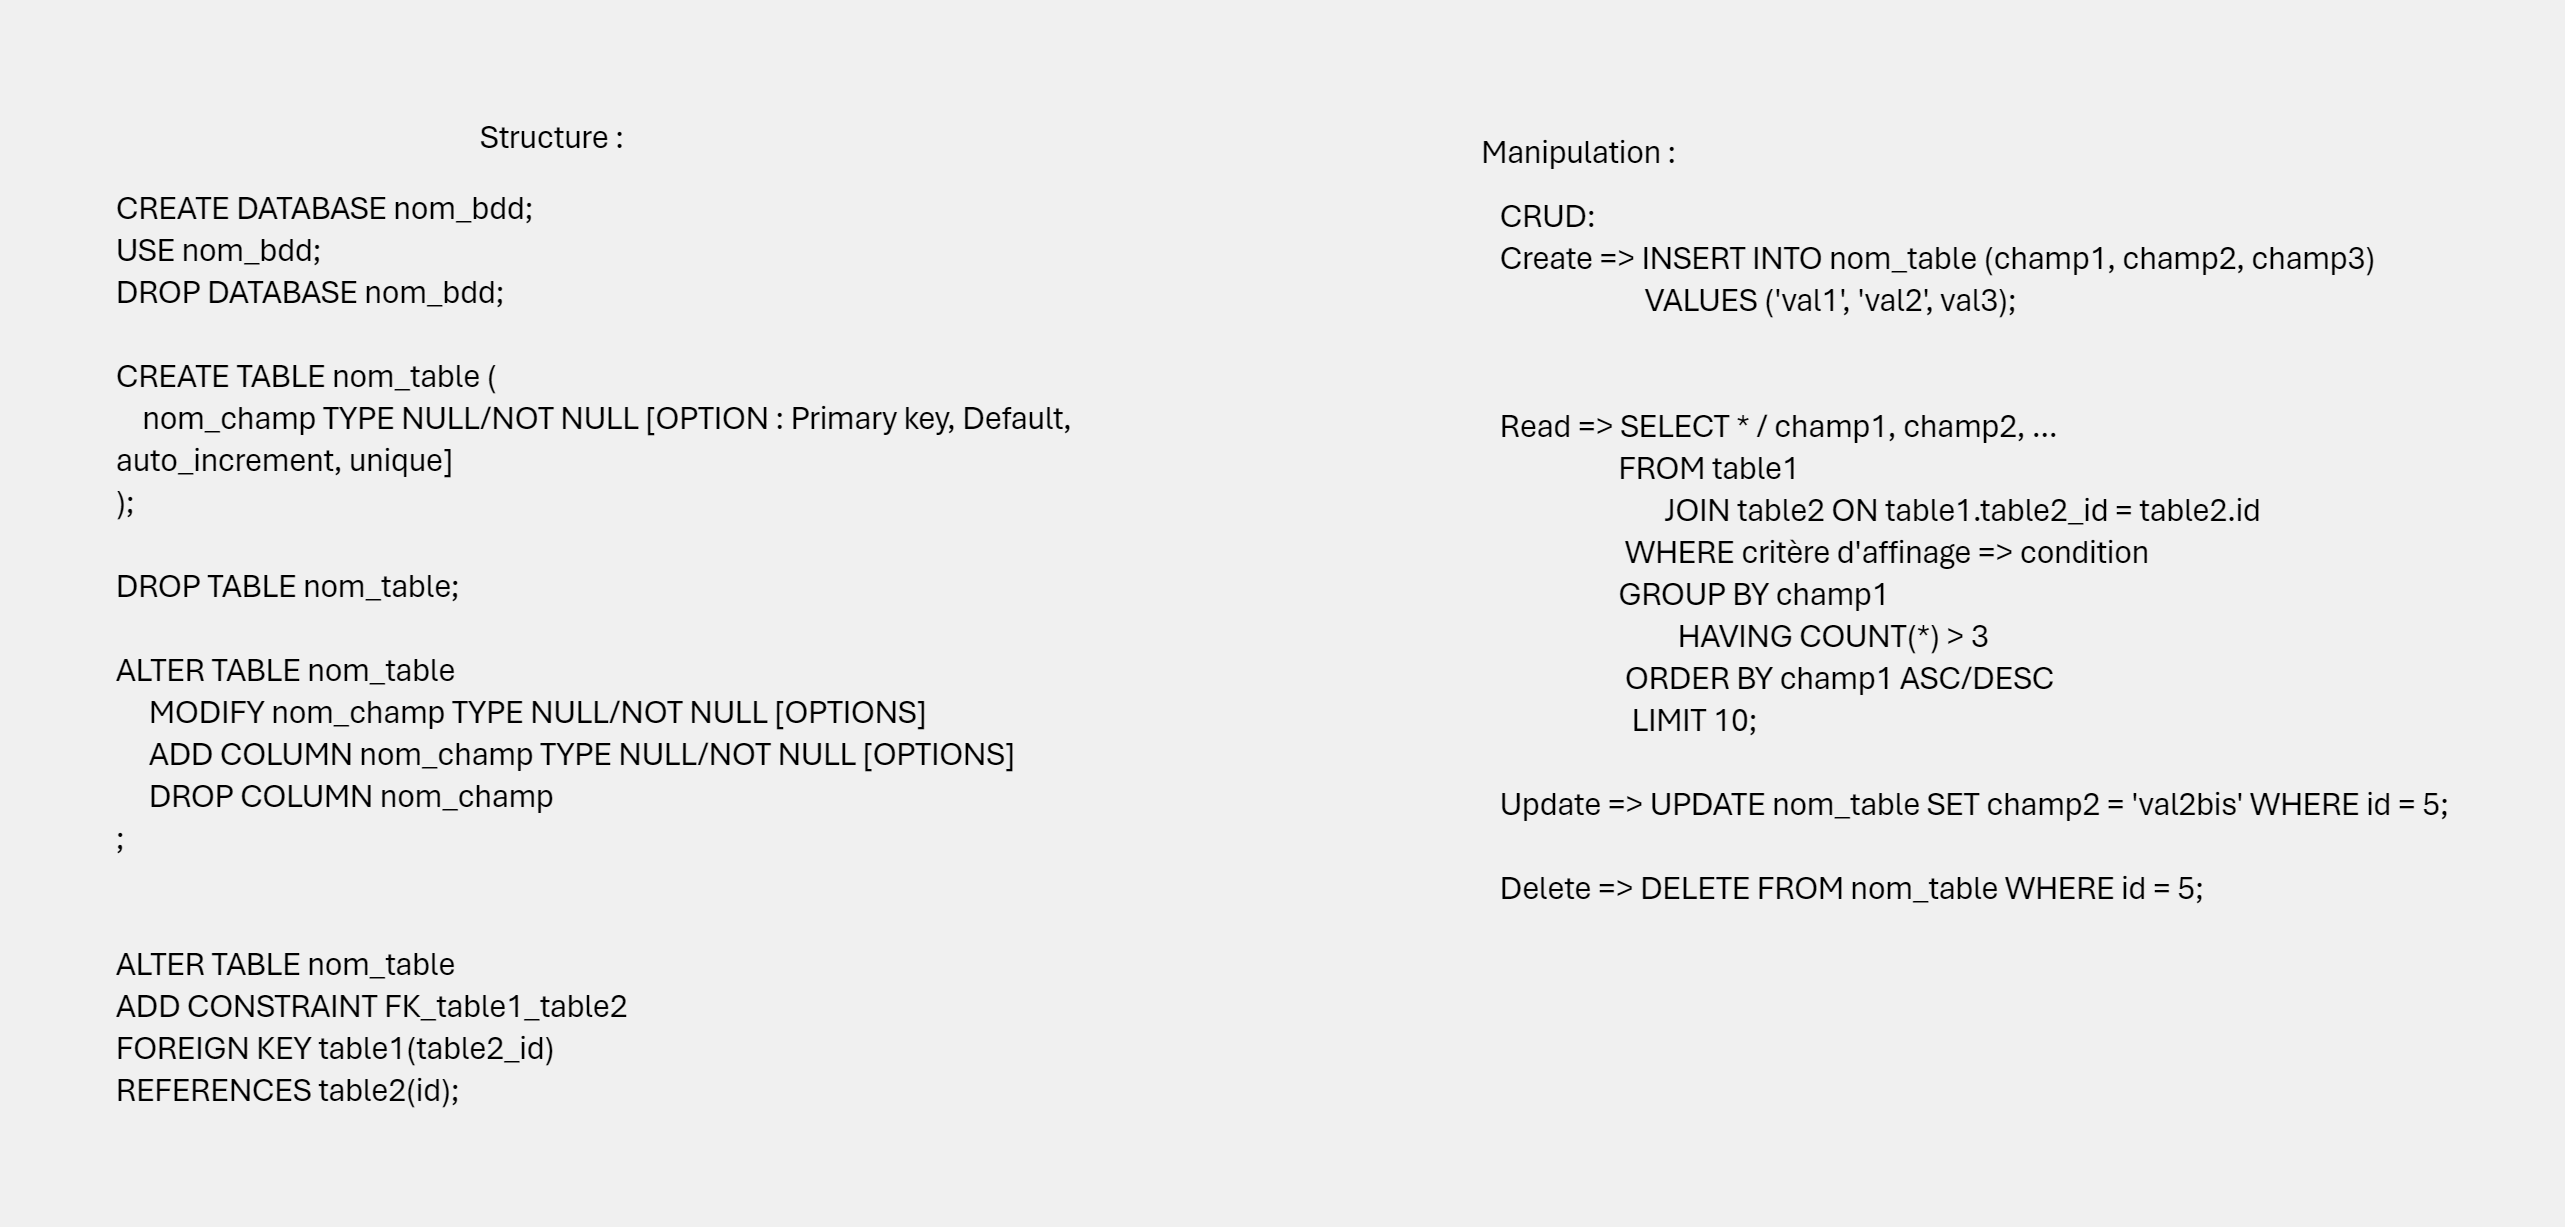 Structure :
CREATE DATABASE nom_bdd;
USE nom_bdd;
DROP DATABASE nom_bdd;
CREATE TABLE nom_table (
nom_champ TYPE NULL/NOT NULL [OPTION : Primary key, Default,
auto_increment, unique]
);
DROP TABLE nom_table;
ALTER TABLE nom_table
MODIFY nom_champ TYPE NULL/NOT NULL [OPTIONS]
ADD COLUMN nom_champ TYPE NULL/NOT NULL [OPTIONS]
DROP COLUMN nom_champ
;
ALTER TABLE nom_table
ADD CONSTRAINT FK_table1_table2
FOREIGN KEY table1(table2_id)
REFERENCES table2(id);
Manipulation :
CRUD:
Create => INSERT INTO nom_table (champ1, champ2, champ3)
VALUES ('val1', 'val2', val3);
Read => SELECT * / champ1, champ2, ...
FROM table1
JOIN table2 ON table1.table2_id = table2.id
WHERE critère d'affinage => condition
GROUP BY champ1
HAVING COUNT(*) > 3
ORDER BY champ1 ASC/DESC
LIMIT 10;
Update => UPDATE nom_table SET champ2 = 'val2bis' WHERE id = 5;
Delete => DELETE FROM nom_table WHERE id = 5;